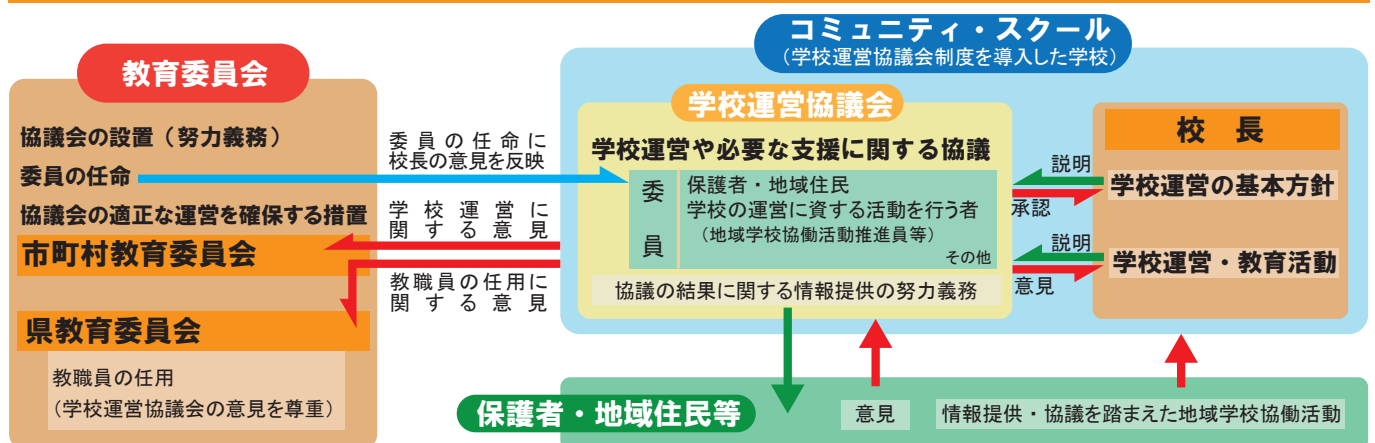 教育委員会
協議会の設置（努力義務）
委員の任命
協議会の適正な運営を確保する措置
市町村教育委員会
県教育委員会
教職員の任用
（学校運営協議会の意見を尊重）
委員の任命に
校長の意見を反映
学校運営に
関する意見
教職員の任用に
関する意見
コミュニティ・スクール
（学校運営協議会制度を導入した学校）
学校運営協議会
学校運営や必要な支援に関する協議
委員
保護者・地域住民
学校の運営に資する活動を行う者
（地域学校協働活動推進員等）
その他
協議の結果に関する情報提供の努力義務
説明
承認
説明
意見
校長
学校運営の基本方針
学校運営・教育活動
保護者・地域住民等
意見
情報提供・協議を踏まえた地域学校協働活動